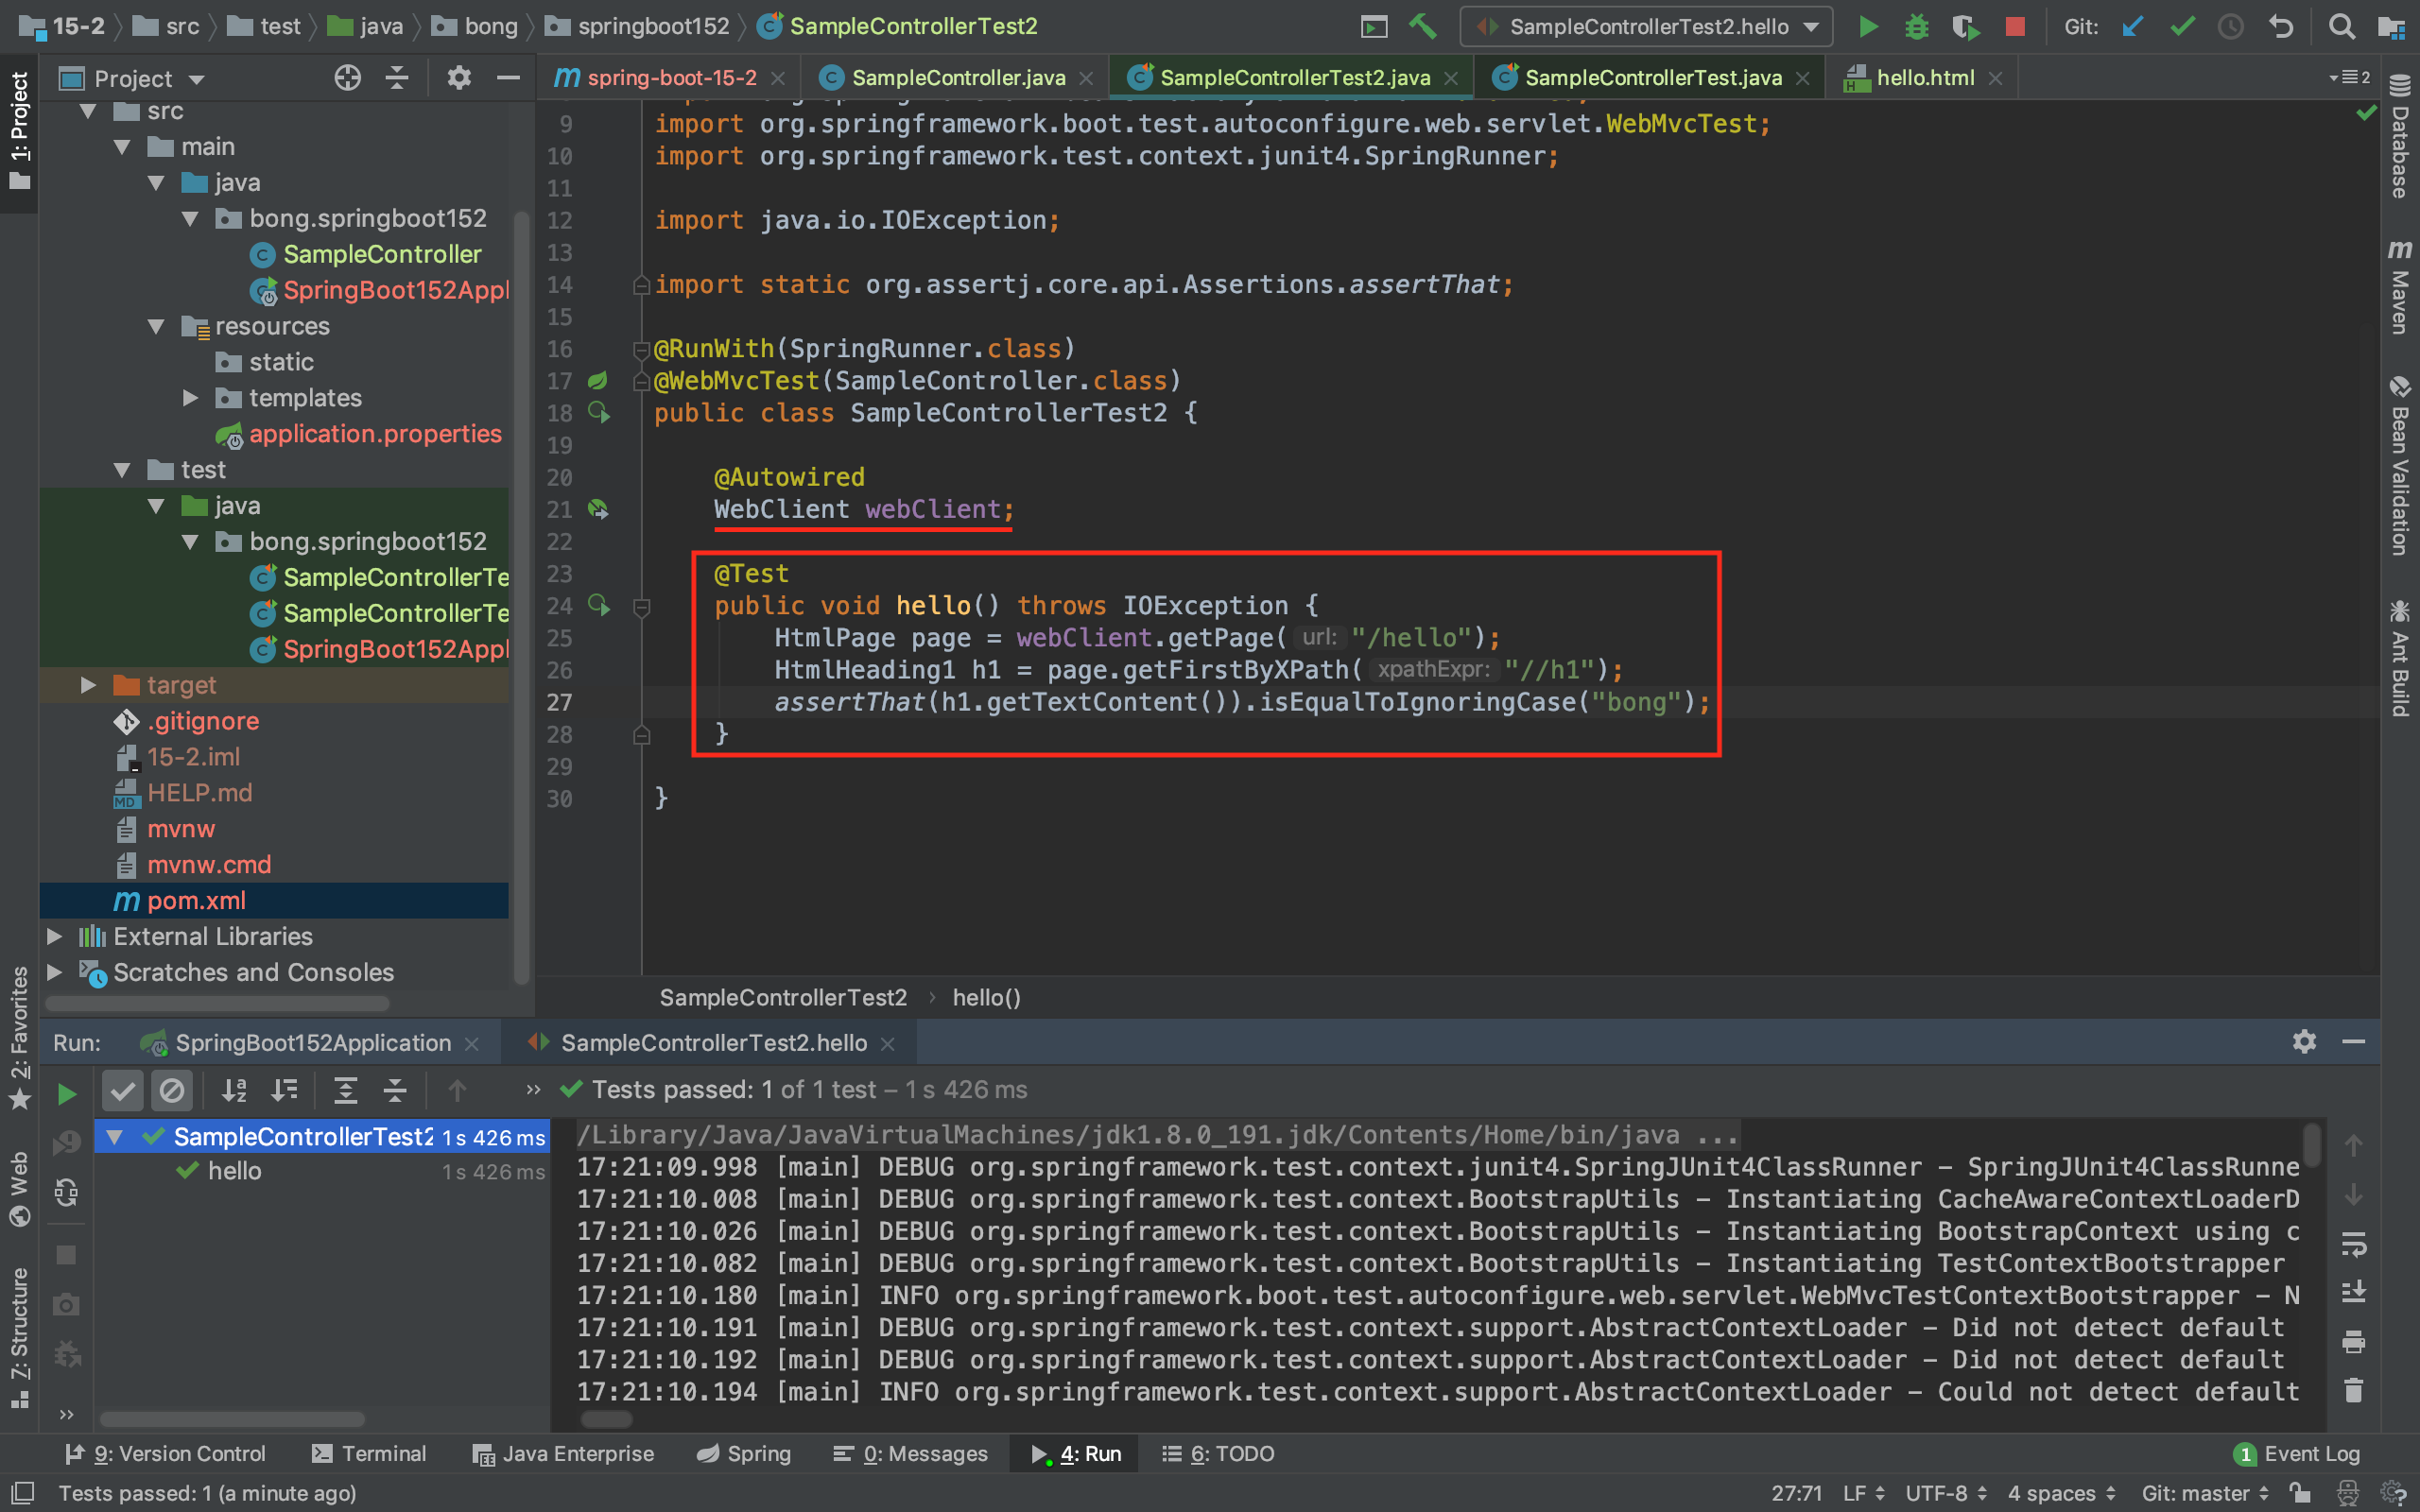 15-2 src test java bong springboot152 SampleControllerTest2 SampleControllerTest2.hello Git:
Project
spring-boot-15-2 SampleController.java SampleControllerTest2.java SampleControllerTest.java hello.html 2
1: Project
2: Favorites
Web
7: Structure
src
main
java
bong.springboot152
SampleController
SpringBoot152Appl
resources
static
templates
application.properties
test
java
bong.springboot152
SampleControllerTe
SampleControllerTe
SpringBoot152Appl
target
.gitignore
15-2.iml
HELP.md
mvnw
mvnw.cmd
pom.xml
External Libraries
Scratches and Consoles
9 import org.springframework.boot.test.autoconfigure.web.servlet.WebMvcTest;
10 import org.springframework.test.context.junit4.SpringRunner;
11
12 import java.io.IOException;
13
14 import static org.assertj.core.api.Assertions.assertThat;
15
16 @RunWith(SpringRunner.class)
17 @WebMvcTest(SampleController.class)
18 public class SampleControllerTest2 {
19
20 @Autowired
21 WebClient webClient;
22
23 @Test
24 public void hello() throws IOException {
25 HtmlPage page = webClient.getPage( url: "/hello");
26 HtmlHeading1 h1 = page.getFirstByXPath( xpathExpr: "//h1");
27 assertThat(h1.getTextContent()).isEqualToIgnoringCase("bong");
28 }
29
30 }
SampleControllerTest2 › hello()
Database
Maven
Bean Validation
Ant Build
Run: SpringBoot152Application SampleControllerTest2.hello
Tests passed: 1 of 1 test – 1 s 426 ms
SampleControllerTest2 1 s 426 ms
hello 1 s 426 ms
/Library/Java/JavaVirtualMachines/jdk1.8.0_191.jdk/Contents/Home/bin/java ...
17:21:09.998 [main] DEBUG org.springframework.test.context.junit4.SpringJUnit4ClassRunner - SpringJUnit4ClassRunne
17:21:10.008 [main] DEBUG org.springframework.test.context.BootstrapUtils - Instantiating CacheAwareContextLoaderD
17:21:10.026 [main] DEBUG org.springframework.test.context.BootstrapUtils - Instantiating BootstrapContext using c
17:21:10.082 [main] DEBUG org.springframework.test.context.BootstrapUtils - Instantiating TestContextBootstrapper
17:21:10.180 [main] INFO org.springframework.boot.test.autoconfigure.web.servlet.WebMvcTestContextBootstrapper - N
17:21:10.191 [main] DEBUG org.springframework.test.context.support.AbstractContextLoader - Did not detect default
17:21:10.192 [main] DEBUG org.springframework.test.context.support.AbstractContextLoader - Did not detect default
17:21:10.194 [main] INFO org.springframework.test.context.support.AbstractContextLoader - Could not detect default
9: Version Control Terminal Java Enterprise Spring 0: Messages 4: Run 6: TODO 1 Event Log
Tests passed: 1 (a minute ago) 27:71 LF UTF-8 4 spaces Git: master